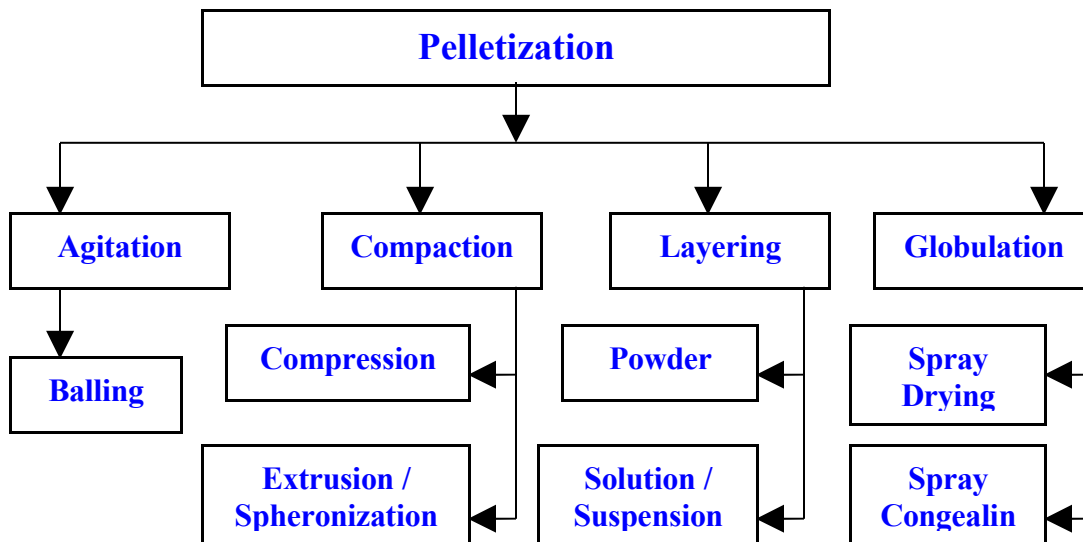 Pelletization
Agitation
Compaction
Layering
Globulation
Balling
Compression
Powder
Spray
Drying
Extrusion /
Spheronization
Solution /
Suspension
Spray
Congealin